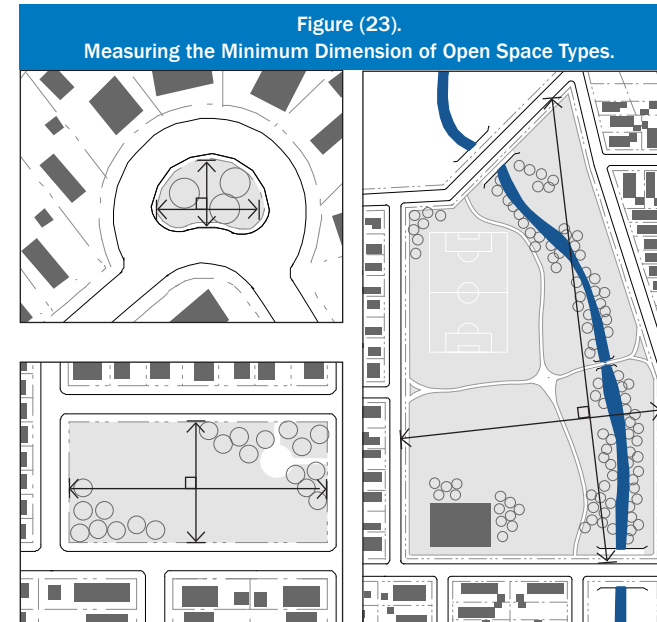 Figure (23).
Measuring the Minimum Dimension of Open Space Types.